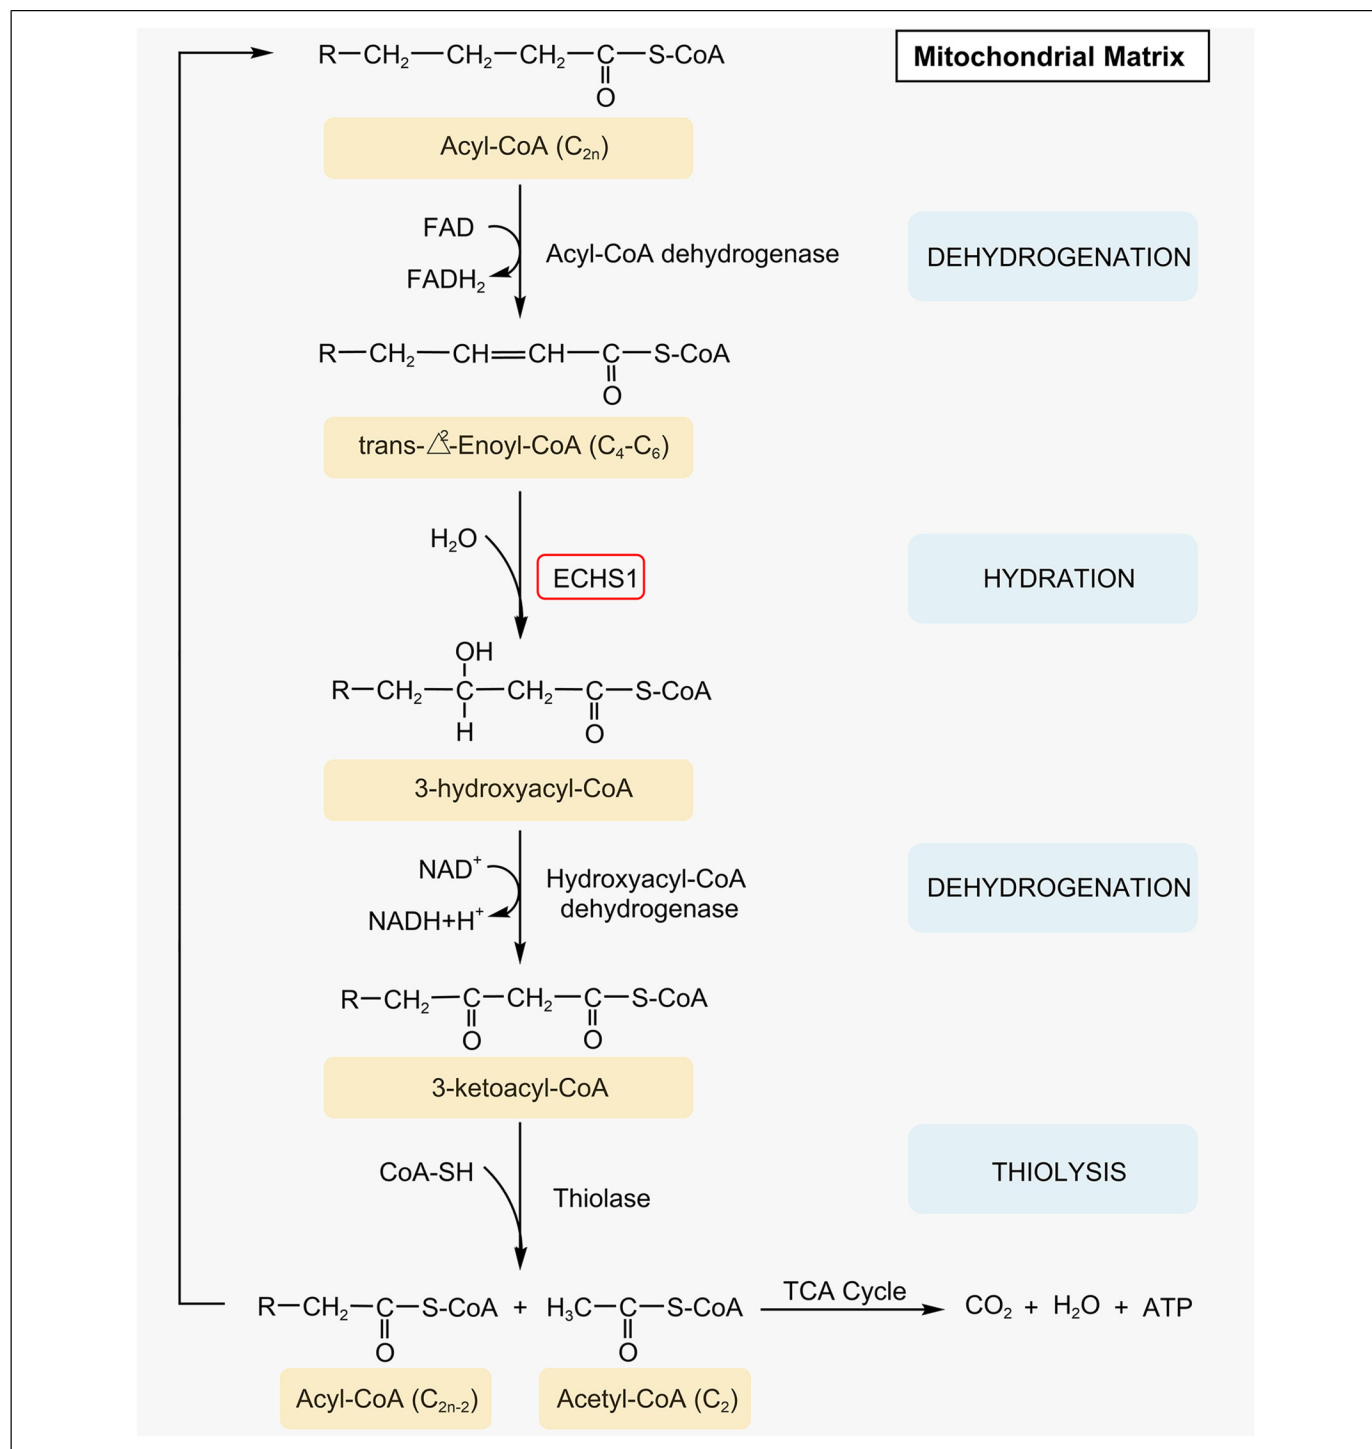 R—CH₂—CH₂—CH₂—C—S-CoA
O
Mitochondrial Matrix
Acyl-CoA (C₂ₙ)
FAD
FADH₂
Acyl-CoA dehydrogenase
DEHYDROGENATION
R—CH₂—CH=CH—C—S-CoA
O
trans-△²-Enoyl-CoA (C₄-C₆)
H₂O
ECHS1
HYDRATION
OH
R—CH₂—C—CH₂—C—S-CoA
H
O
3-hydroxyacyl-CoA
NAD⁺
NADH+H⁺
Hydroxyacyl-CoA
dehydrogenase
DEHYDROGENATION
R—CH₂—C—CH₂—C—S-CoA
O
O
3-ketoacyl-CoA
CoA-SH
Thiolase
THIOLYSIS
R—CH₂—C—S-CoA + H₃C—C—S-CoA
O
O
TCA Cycle
CO₂ + H₂O + ATP
Acyl-CoA (C₂ₙ₋₂)
Acetyl-CoA (C₂)